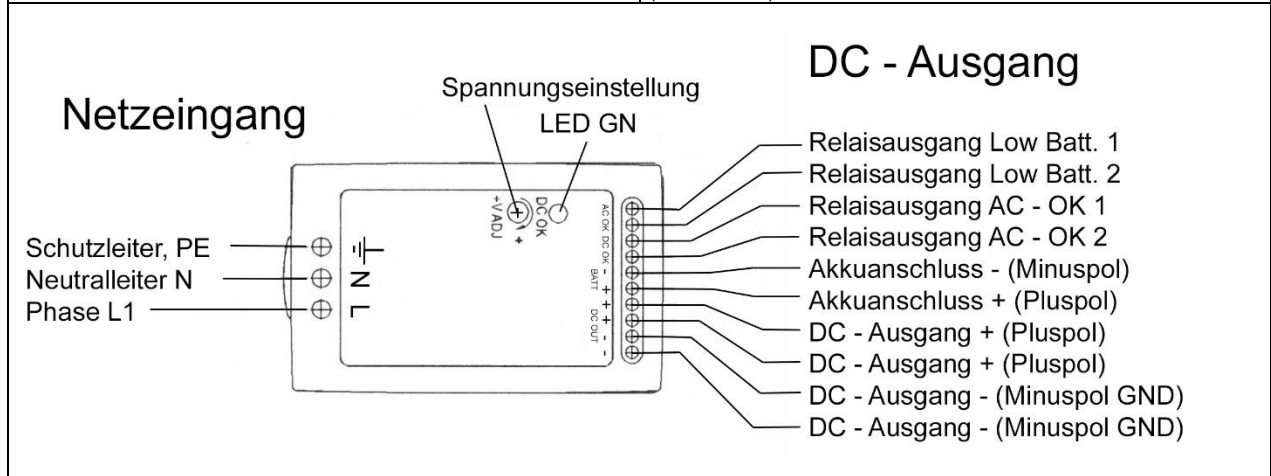 DC - Ausgang
Netzeingang
Spannungseinstellung
LED GN
Relaisausgang Low Batt. 1
Relaisausgang Low Batt. 2
Relaisausgang AC - OK 1
Relaisausgang AC - OK 2
Akkuanschluss - (Minuspol)
Akkuanschluss + (Pluspol)
DC - Ausgang + (Pluspol)
DC - Ausgang + (Pluspol)
DC - Ausgang - (Minuspol GND)
DC - Ausgang - (Minuspol GND)
Schutzleiter, PE
Neutralleiter N
Phase L1
N
L
+V ADJ
+
DC OK
AC OK
DC OK
- BATT +
+ + DC OUT - -